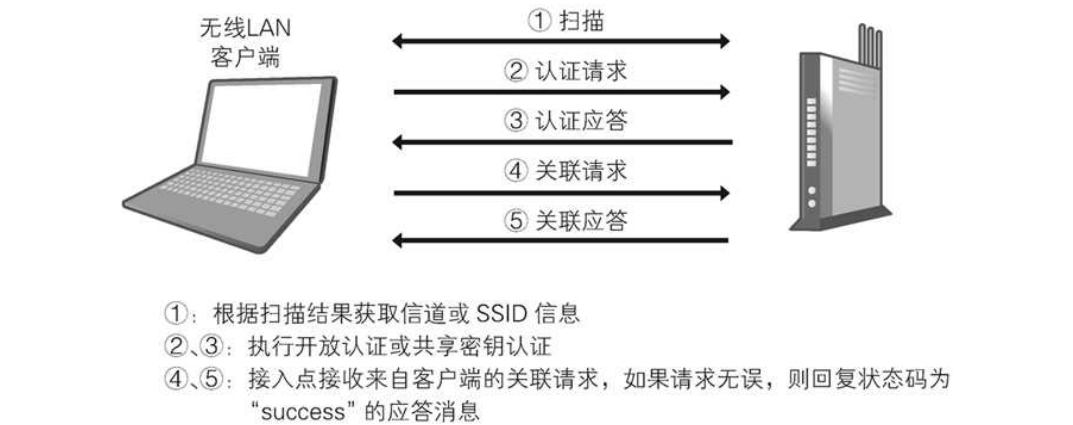 无线LAN
客户端
① 扫描
② 认证请求
③ 认证应答
④ 关联请求
⑤ 关联应答
①：根据扫描结果获取信道或 SSID 信息
②、③：执行开放认证或共享密钥认证
④、⑤：接入点接收来自客户端的关联请求，如果请求无误，则回复状态码为
“success”的应答消息